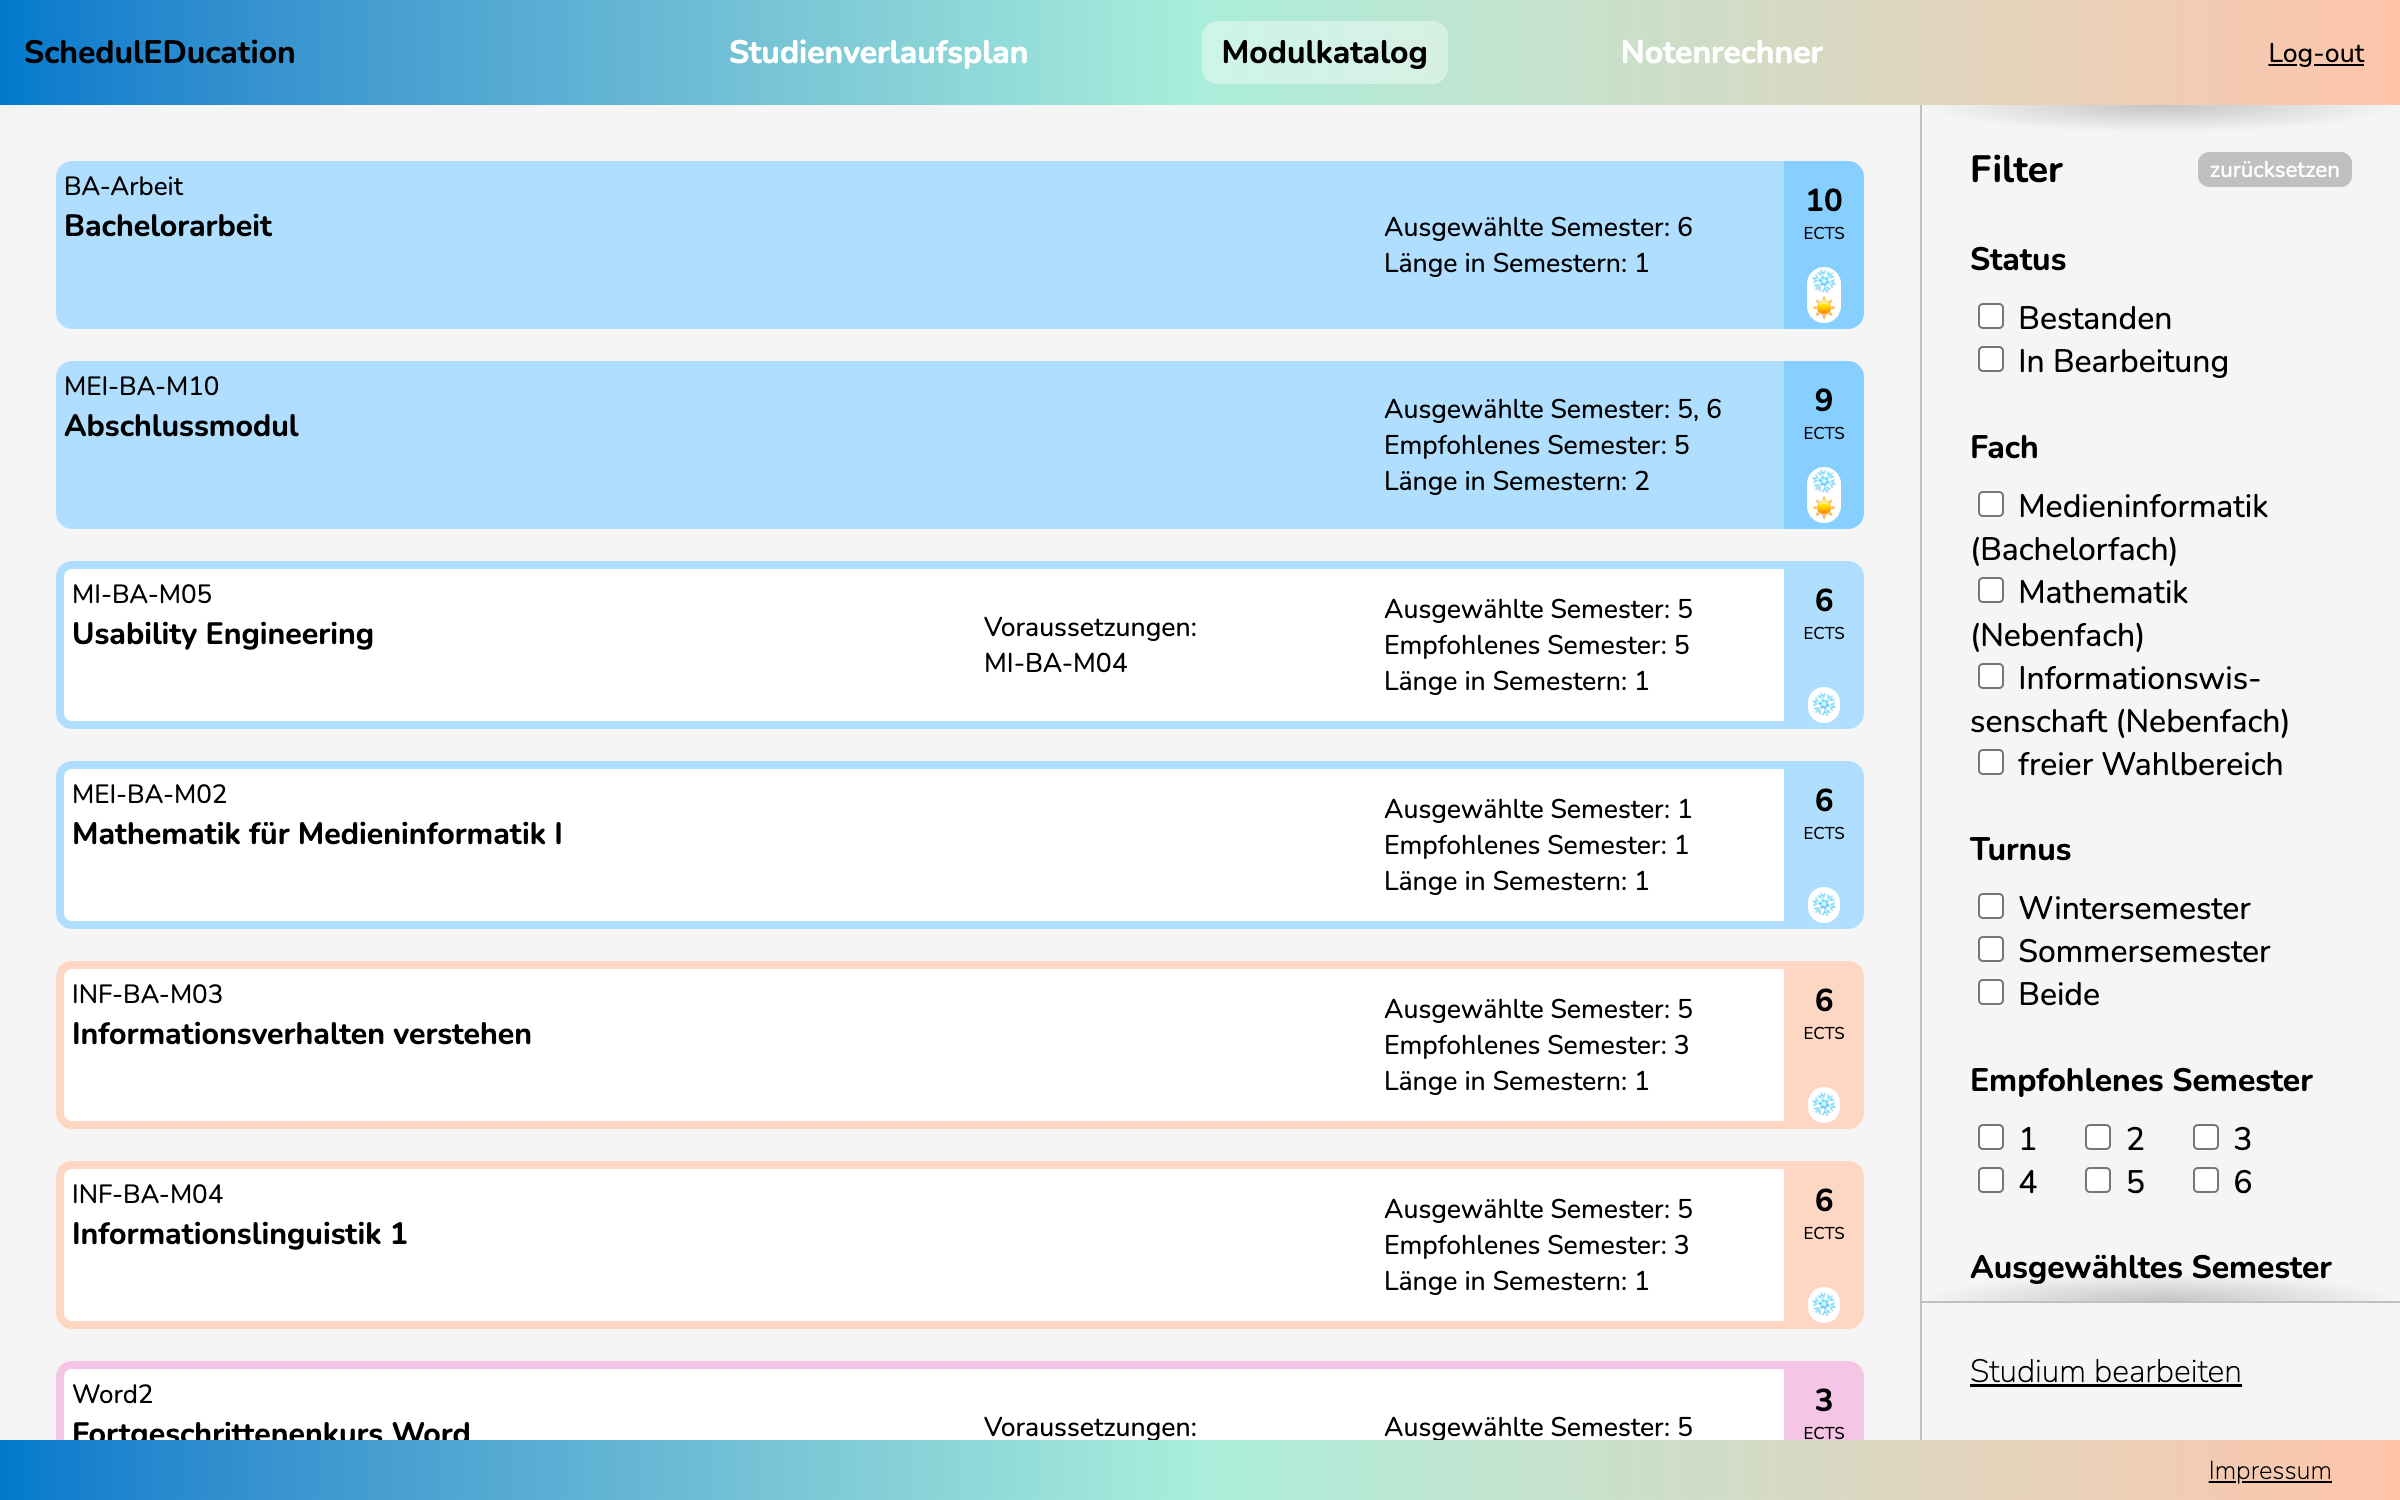 SchedulEDucation
Studienverlaufsplan
Modulkatalog
Notenrechner
Log-out
BA-Arbeit
Bachelorarbeit
Ausgewählte Semester: 6
Länge in Semestern: 1
10
ECTS
MEI-BA-M10
Abschlussmodul
Ausgewählte Semester: 5, 6
Empfohlenes Semester: 5
Länge in Semestern: 2
9
ECTS
MI-BA-M05
Usability Engineering
Voraussetzungen:
MI-BA-M04
Ausgewählte Semester: 5
Empfohlenes Semester: 5
Länge in Semestern: 1
6
ECTS
MEI-BA-M02
Mathematik für Medieninformatik I
Ausgewählte Semester: 1
Empfohlenes Semester: 1
Länge in Semestern: 1
6
ECTS
INF-BA-M03
Informationsverhalten verstehen
Ausgewählte Semester: 5
Empfohlenes Semester: 3
Länge in Semestern: 1
6
ECTS
INF-BA-M04
Informationslinguistik 1
Ausgewählte Semester: 5
Empfohlenes Semester: 3
Länge in Semestern: 1
6
ECTS
Word2
Fortgeschrittenenkurs Word
Voraussetzungen:
Ausgewählte Semester: 5
3
ECTS
Filter
zurücksetzen
Status
Bestanden
In Bearbeitung
Fach
Medieninformatik
(Bachelorfach)
Mathematik
(Nebenfach)
Informationswis-
senschaft (Nebenfach)
freier Wahlbereich
Turnus
Wintersemester
Sommersemester
Beide
Empfohlenes Semester
1 2 3
4 5 6
Ausgewähltes Semester
Studium bearbeiten
Impressum